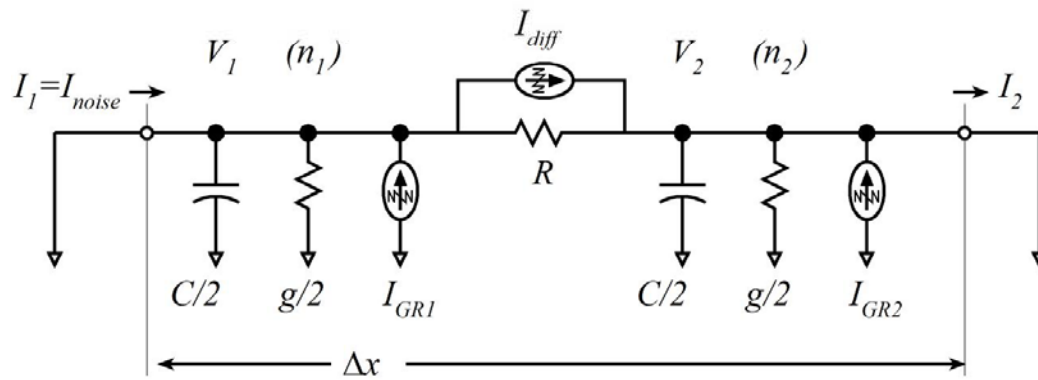 I_diff
V_1 (n_1) V_2 (n_2)
I_1=I_noise I_2
R
C/2 g/2 I_GR1 C/2 g/2 I_GR2
Δx